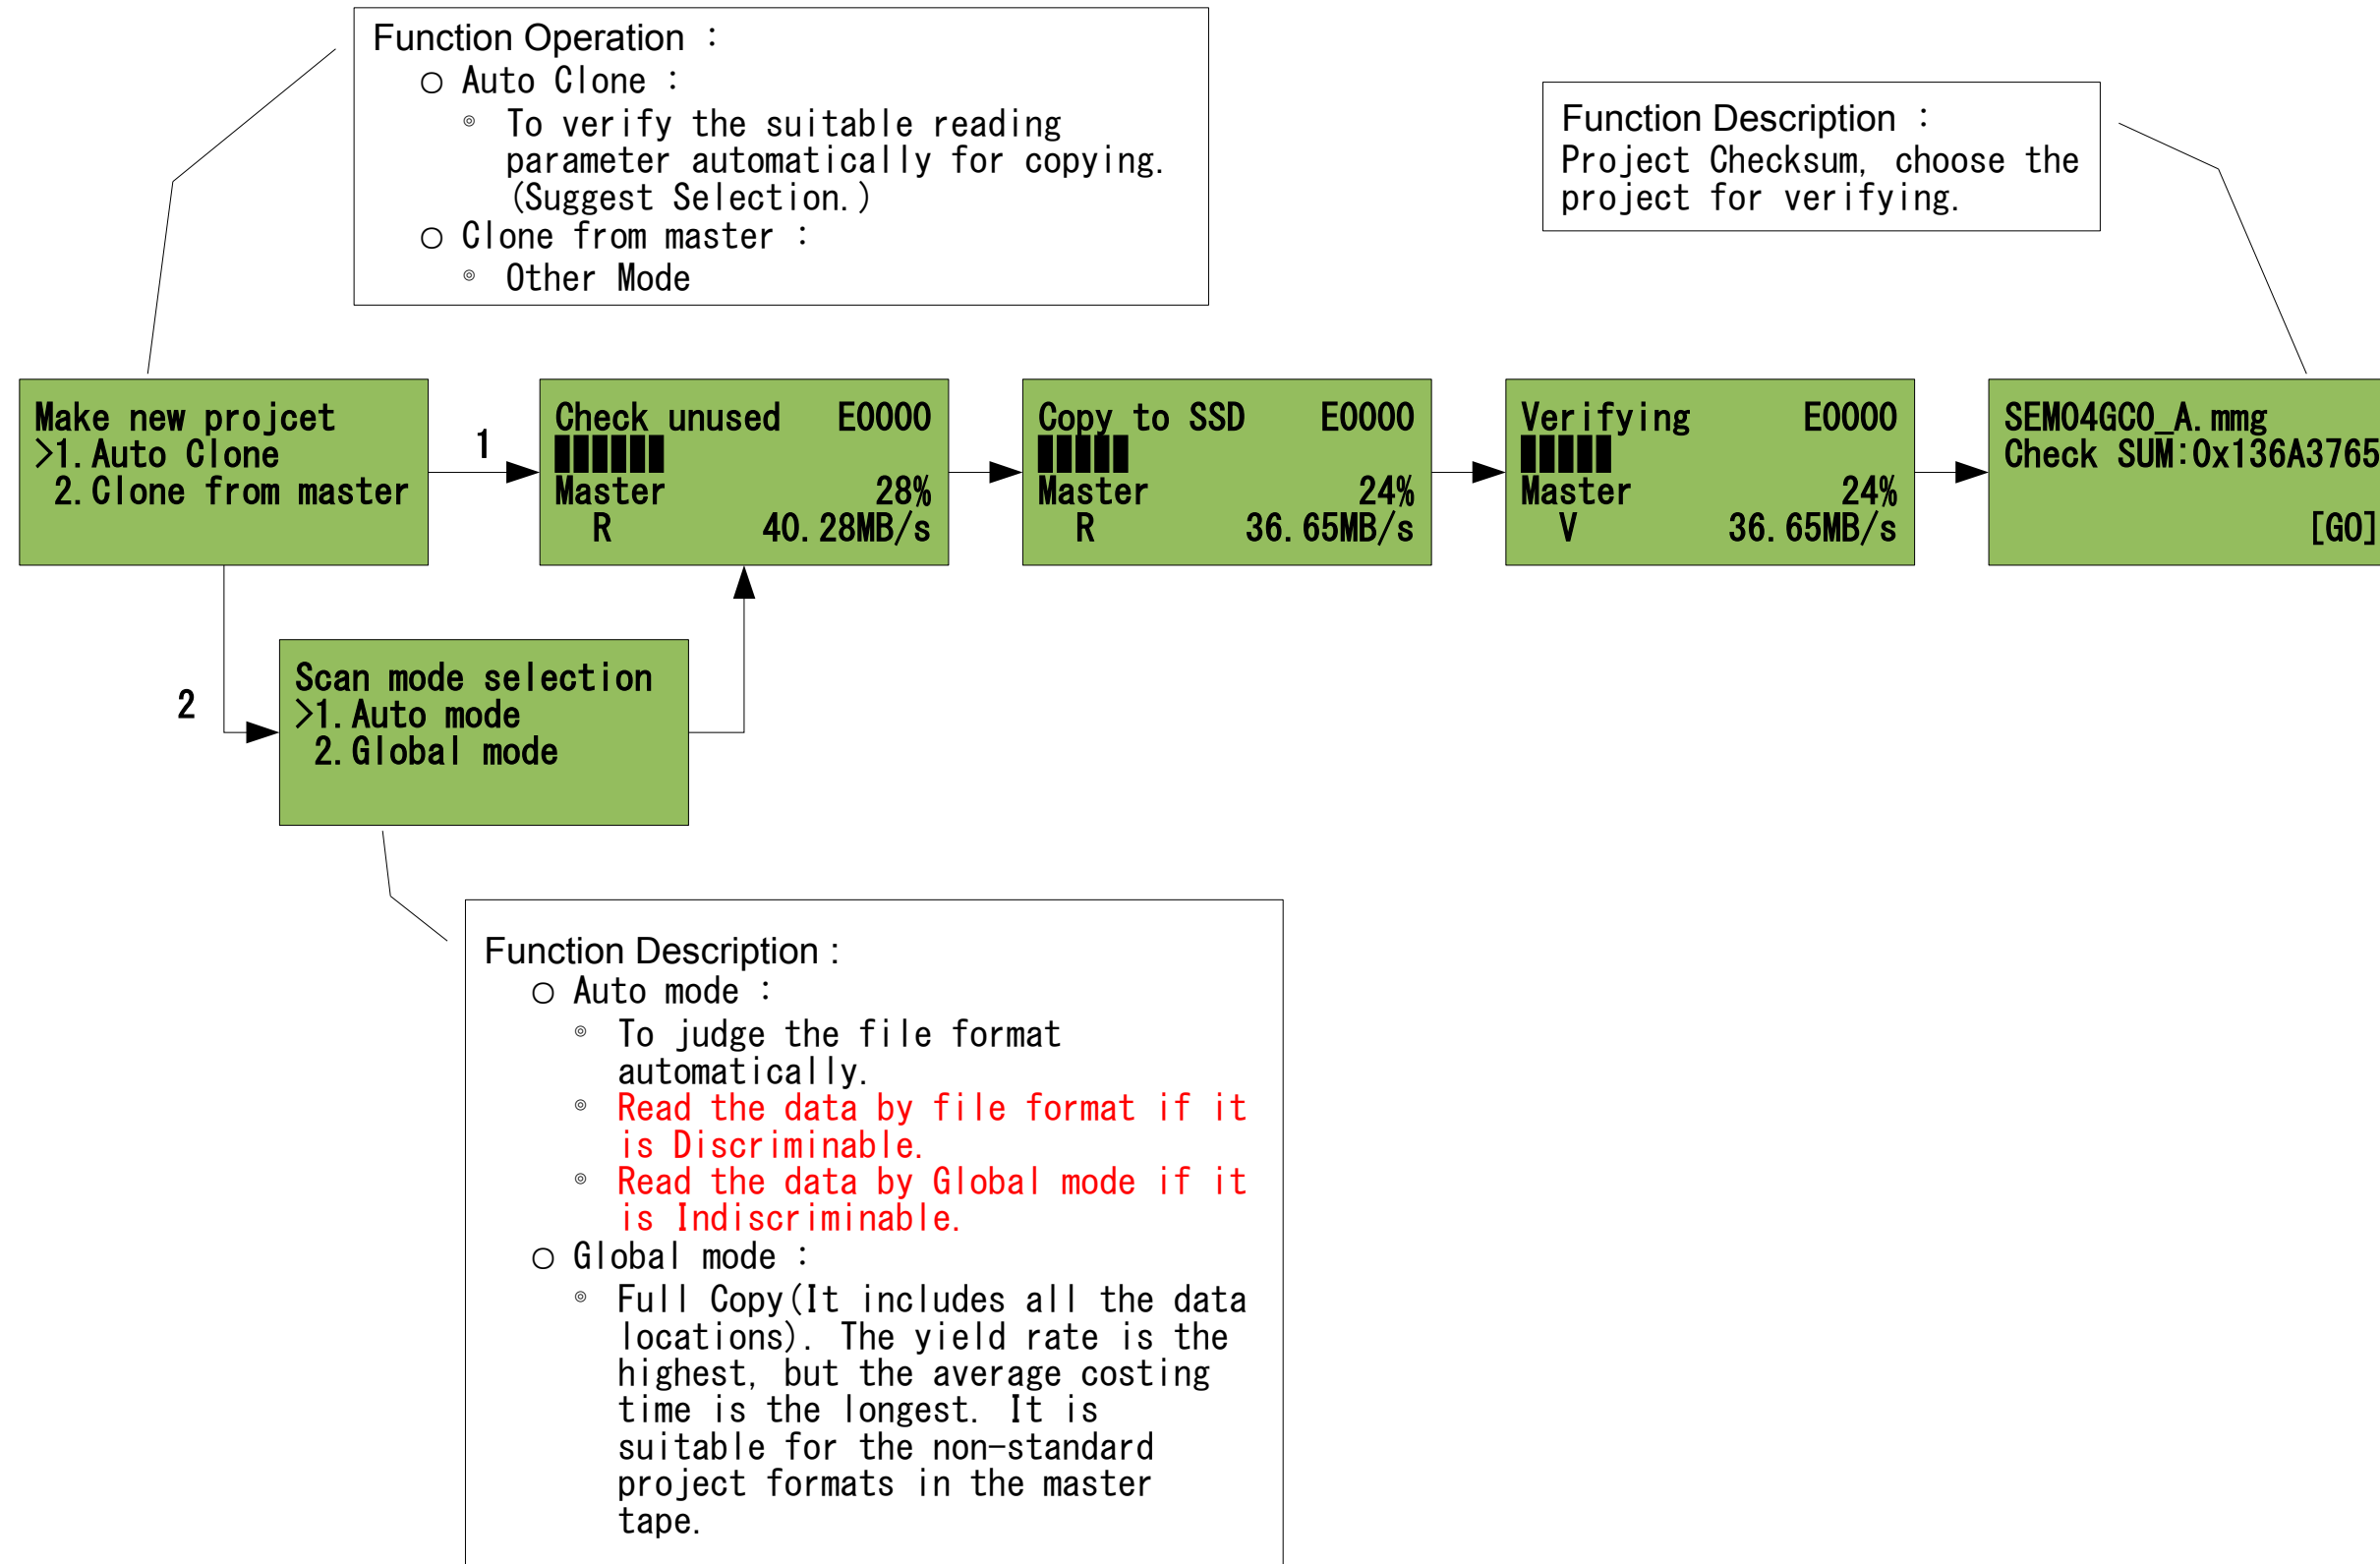 Function Operation :
○ Auto Clone :
◎ To verify the suitable reading
parameter automatically for copying.
(Suggest Selection.)
○ Clone from master :
◎ Other Mode
Function Description :
Project Checksum, choose the
project for verifying.
Make new projcet
>1.Auto Clone
2.Clone from master
1
Check unused E0000
Master 28%
R 40.28MB/s
Copy to SSD E0000
Master 24%
R 36.65MB/s
Verifying E0000
Master 24%
V 36.65MB/s
SEM04GC0_A.mmg
Check SUM:0x136A3765
[GO]
2
Scan mode selection
>1.Auto mode
2.Global mode
Function Description :
○ Auto mode :
◎ To judge the file format
automatically.
◎ Read the data by file format if it
is Discriminable.
◎ Read the data by Global mode if it
is Indiscriminable.
○ Global mode :
◎ Full Copy(It includes all the data
locations). The yield rate is the
highest, but the average costing
time is the longest. It is
suitable for the non-standard
project formats in the master
tape.